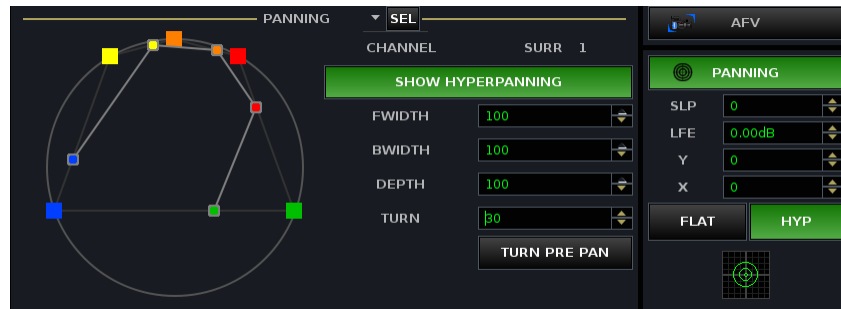 PANNING SEL
CHANNEL SURR 1
SHOW HYPERPANNING
FWIDTH 100
BWIDTH 100
DEPTH 100
TURN 30
TURN PRE PAN
AFV
PANNING
SLP 0
LFE 0.00dB
Y 0
X 0
FLAT HYP